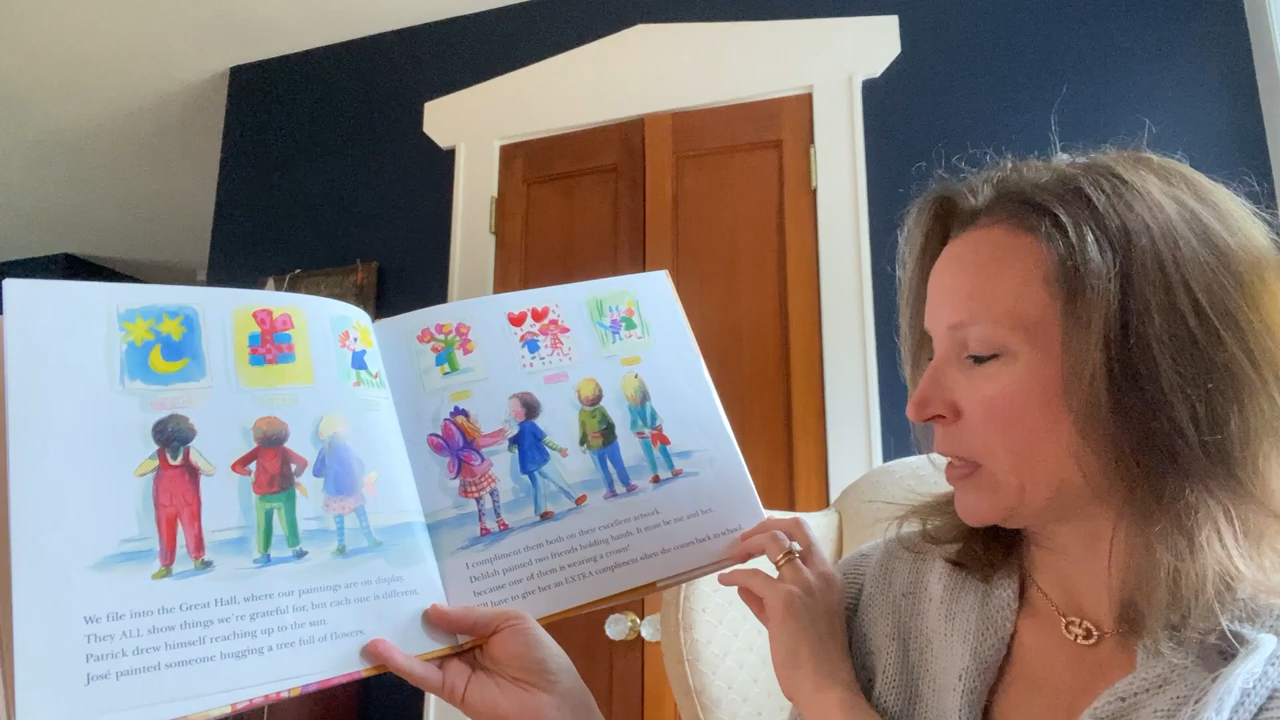 We file into the Great Hall, where our paintings are on display.
They ALL show things we're grateful for, but each one is different.
Patrick drew himself reaching up to the sun.
José painted someone hugging a tree full of flowers.
I compliment them both on their excellent artwork.
Delilah painted two friends holding hands. It must be me and her,
because one of them is wearing a crown!
I'll have to give her an EXTRA compliment when she comes back to school.